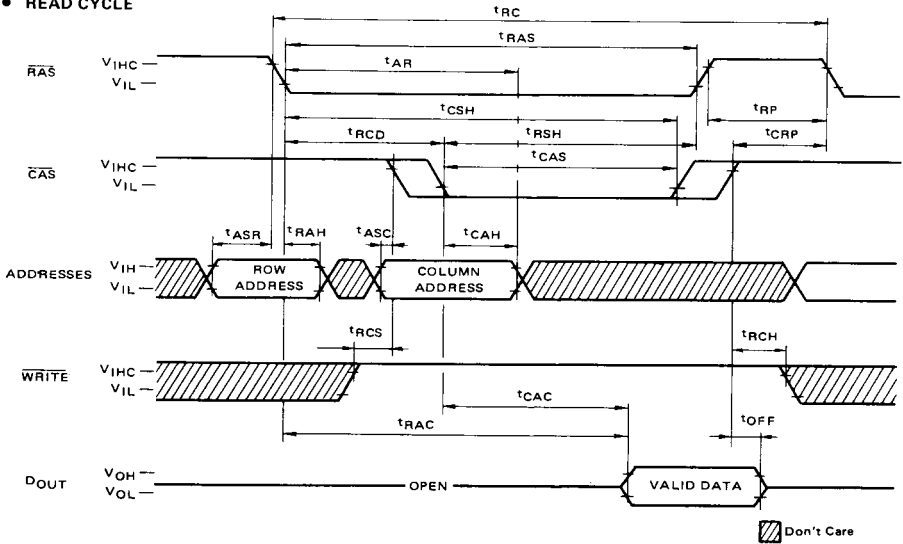 • READ CYCLE
tRC
tRAS
tAR
RAS
VIHC
VIL
tCSH
tRP
tRCD
tRSH
tCRP
tCAS
CAS
VIHC
VIL
tASR
tRAH
tASC
tCAH
ADDRESSES
VIH
VIL
ROW
ADDRESS
COLUMN
ADDRESS
tRCS
tRCH
WRITE
VIHC
VIL
tCAC
tRAC
tOFF
DOUT
VOH
VOL
OPEN
VALID DATA
Don't Care